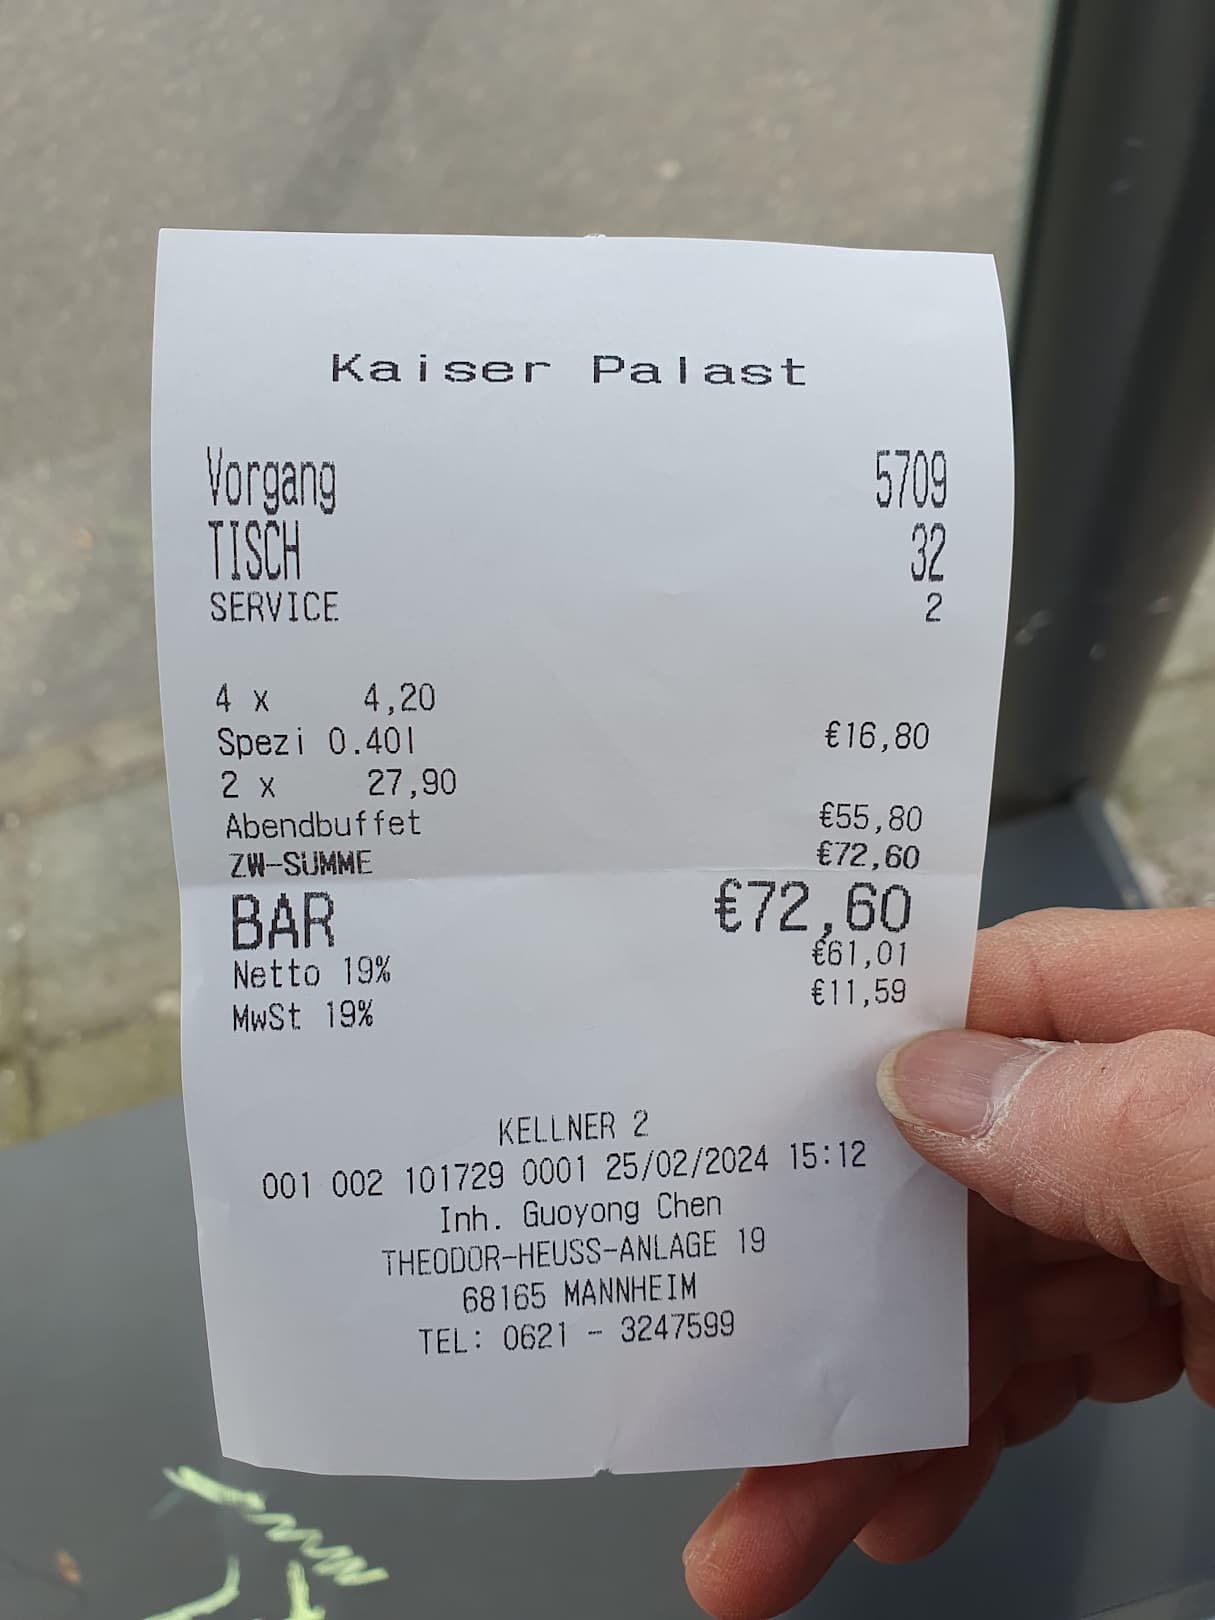 Kaiser Palast
Vorgang 5709
TISCH 32
SERVICE 2
4 x 4,20
Spezi 0.40l €16,80
2 x 27,90
Abendbuffet €55,80
ZW-SUMME €72,60
BAR €72,60
Netto 19% €61,01
MwSt 19% €11,59
KELLNER 2
001 002 101729 0001 25/02/2024 15:12
Inh. Guoyong Chen
THEODOR-HEUSS-ANLAGE 19
68165 MANNHEIM
TEL: 0621 - 3247599